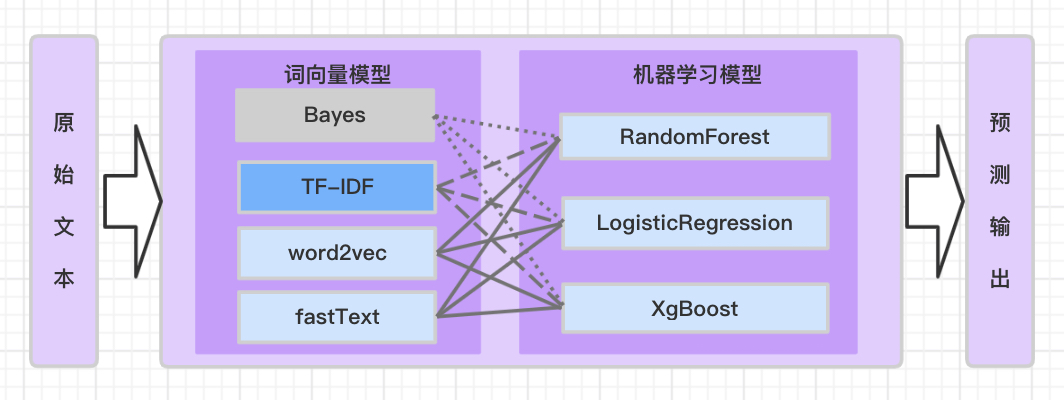 原始文本
词向量模型
Bayes
TF-IDF
word2vec
fastText
机器学习模型
RandomForest
LogisticRegression
XgBoost
预测输出